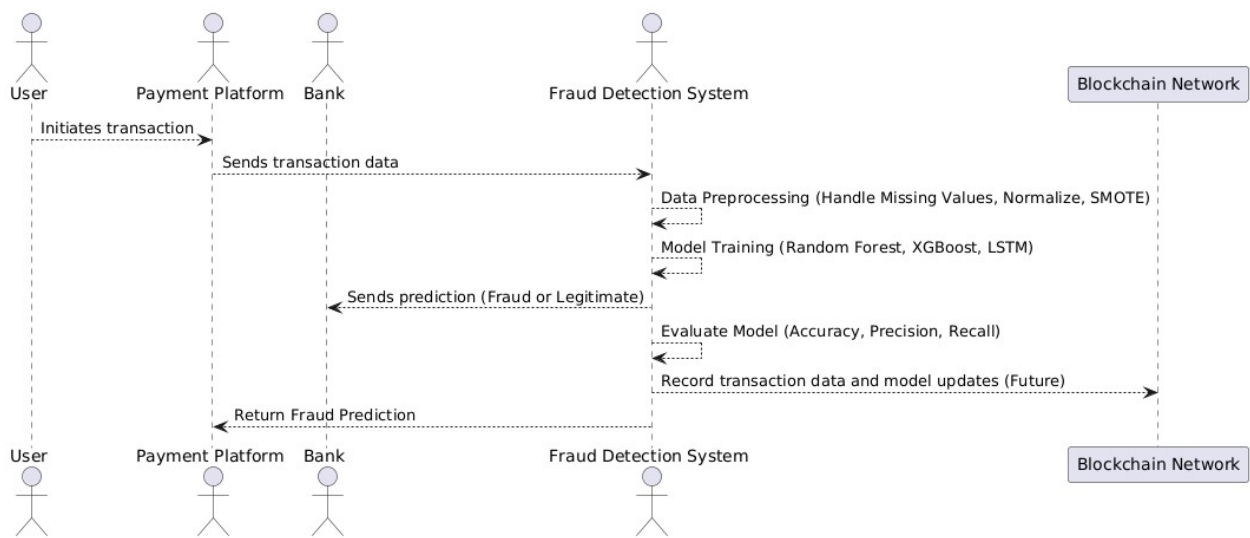 User
Payment Platform
Bank
Fraud Detection System
Blockchain Network
Initiates transaction
Sends transaction data
Data Preprocessing (Handle Missing Values, Normalize, SMOTE)
Model Training (Random Forest, XGBoost, LSTM)
Sends prediction (Fraud or Legitimate)
Evaluate Model (Accuracy, Precision, Recall)
Record transaction data and model updates (Future)
Return Fraud Prediction
User
Payment Platform
Bank
Fraud Detection System
Blockchain Network